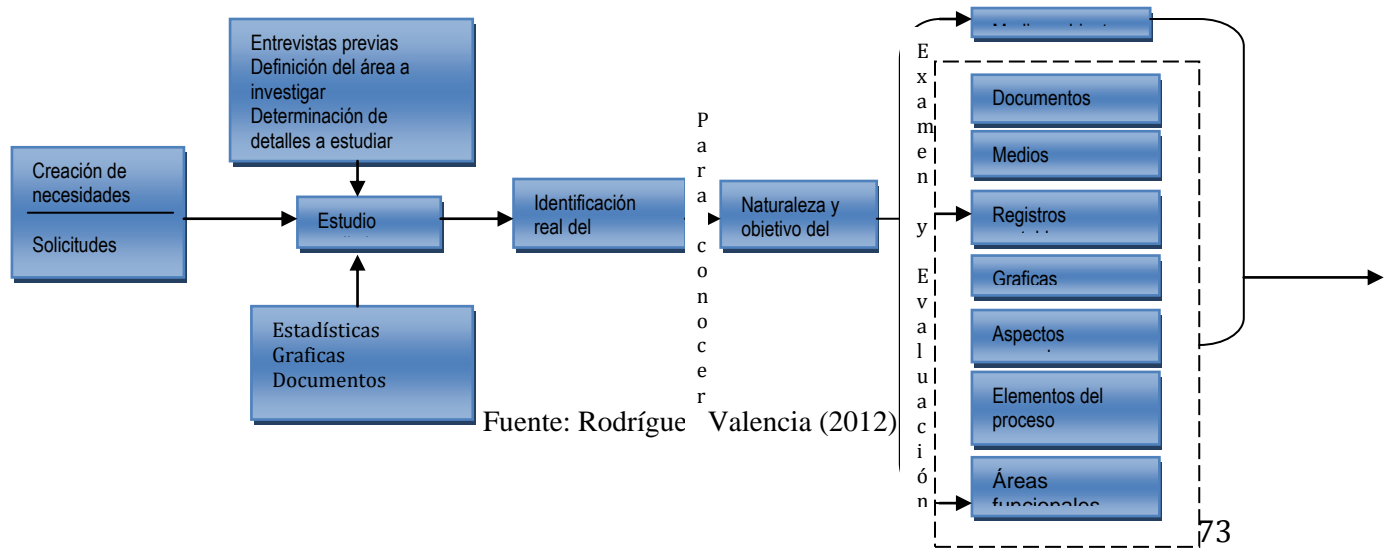 Creación de
necesidades
Solicitudes
Entrevistas previas
Definición del área a
investigar
Determinación de
detalles a estudiar
Estudio
Estadísticas
Graficas
Documentos
Identificación
real del
Para conocer
Naturaleza y
objetivo del
Examen y Evaluación
Documentos
Medios
Registros
Graficas
Aspectos
Elementos del
proceso
Áreas
funcionales
Fuente: Rodrígue Valencia (2012)
73